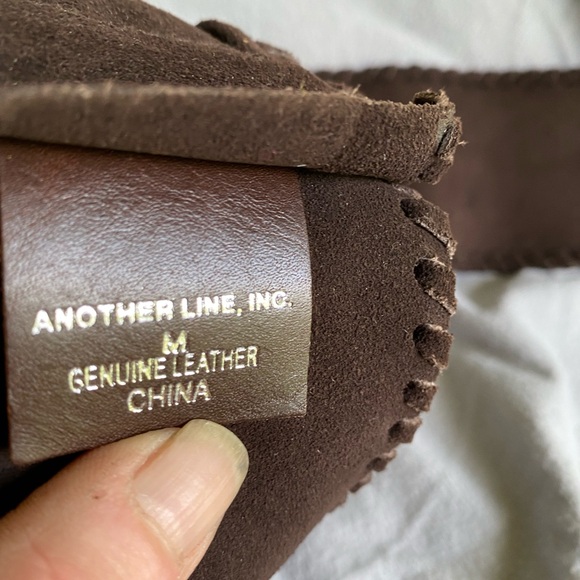 ANOTHER LINE, INC.
M
GENUINE LEATHER
CHINA